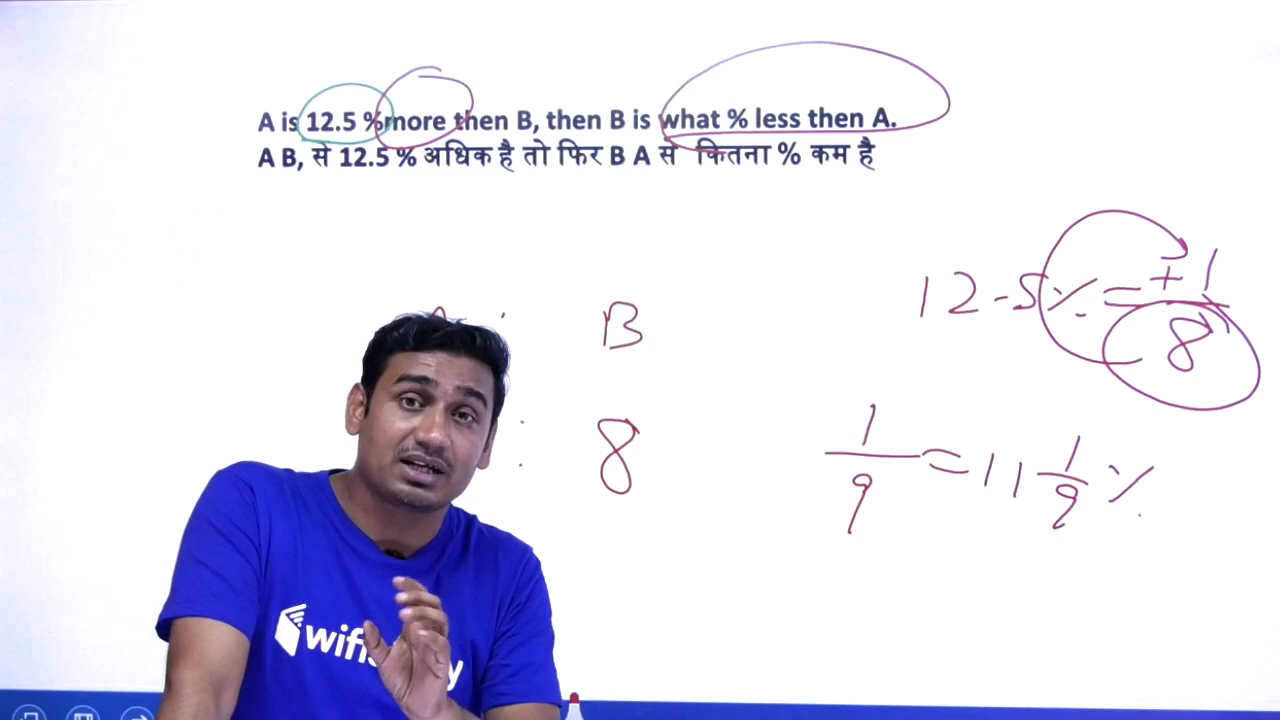 A is 12.5 %more then B, then B is what % less then A.
A B, से 12.5 % अधिक है तो फिर B A से कितना % कम है
B
12-5% = +1/8
8
1/9 = 11 1/9 %